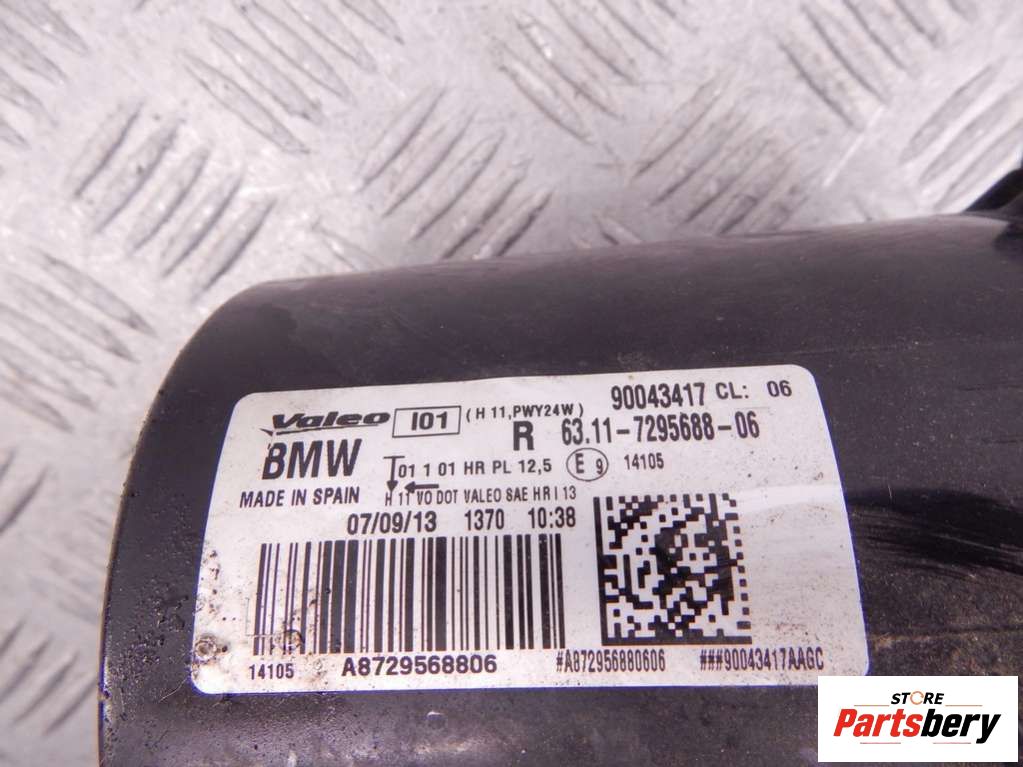 Valeo I01 (H 11,PWY24W) 90043417 CL: 06
BMW R 63.11-7295688-06
01 1 01 HR PL 12,5 E 9 14105
MADE IN SPAIN H 11 VO DOT VALEO SAE HR I 13
07/09/13 1370 10:38
14105 A8729568806 #A872956880606 ###90043417AAGC
STORE
Partsbery